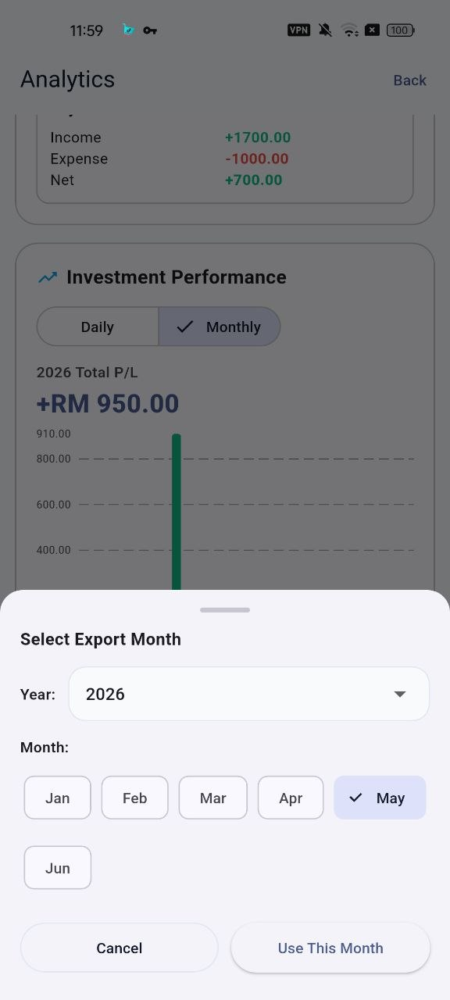 11:59 VPN 100
Analytics Back
Income +1700.00
Expense -1000.00
Net +700.00
Investment Performance
Daily Monthly
2026 Total P/L
+RM 950.00
910.00
800.00
600.00
400.00
Select Export Month
Year: 2026
Month:
Jan Feb Mar Apr May
Jun
Cancel Use This Month